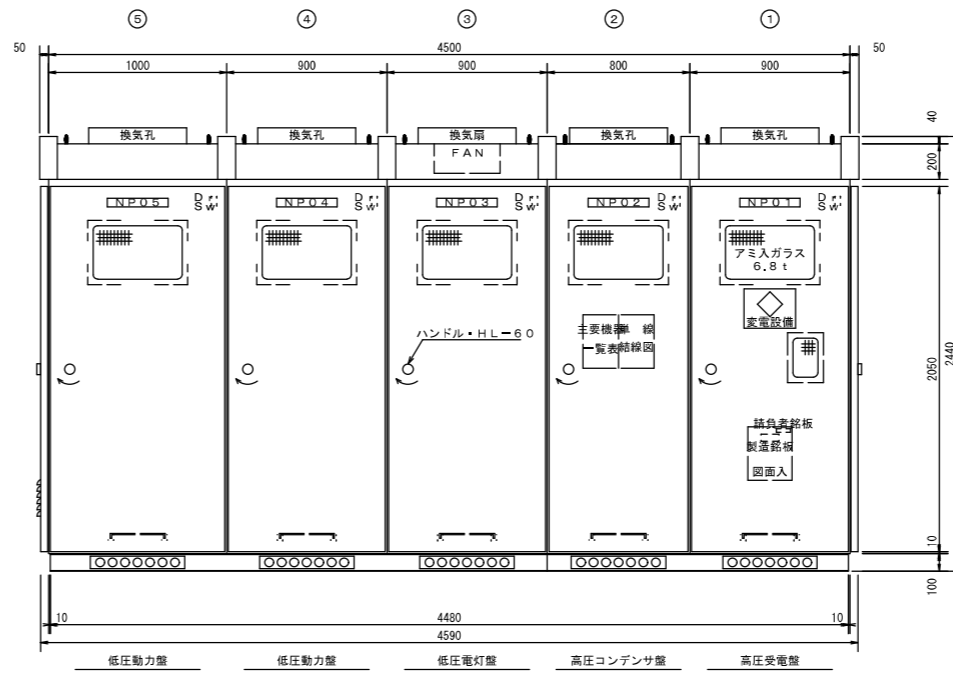 ⑤ ④ ③ ② ①
50 4500 50
1000 900 900 800 900
換気孔 換気孔 換気扇 換気孔 換気孔
40
FAN
200
NP05 NP04 NP03 NP02 NP01
D D D D D
SW SW SW SW SW
アミ入ガラス
6.8t
変電設備
主要機器 単 線
一覧表 結線図
ハンドル・HL-60
2050
2440
請負者銘板
製造銘板
図面入
10
100
10 4480 10
4590
低圧動力盤 低圧動力盤 低圧電灯盤 高圧コンデンサ盤 高圧受電盤